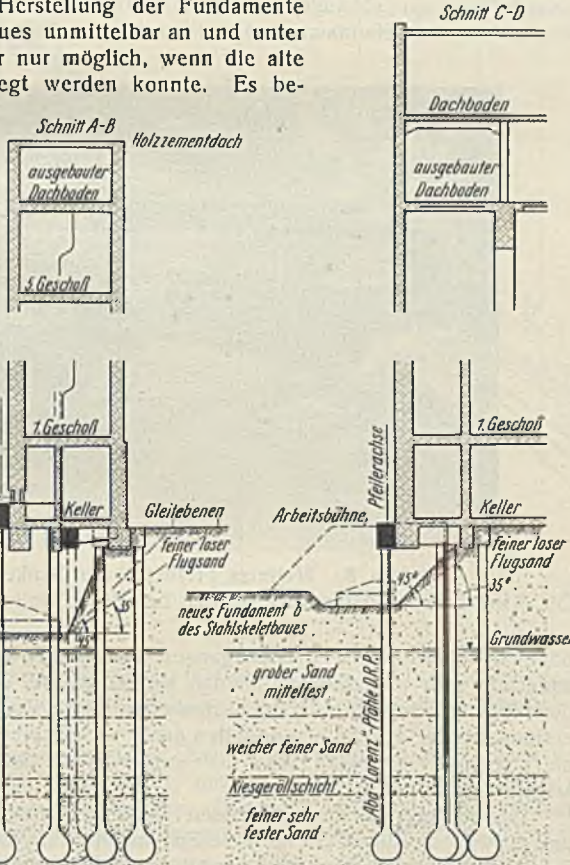 Herstellung der Fundamente
ues unmittelbar an und unter
r nur möglich, wenn die alte
egt werden konnte. Es be-
Schnitt A-B
Holzzementdach
ausgebauter
Dachboden
5. Geschoß
1. Geschoß
Keller
Gleitebenen
feiner loser
Flugsand
45°
Schnitt C-D
Dachboden
ausgebauter
Dachboden
Pfeilerachse
1. Geschoß
Keller
Arbeitsbühne
feiner loser
Flugsand
45°
35°
neues Fundament b
des Stahlskeletbaues.
Grundwasser
grober Sand
mittelfest
weicher feiner Sand
Kiesgeröllschicht
feiner sehr
fester Sand
Aba-Lorenz-Pfähle D.R.P.